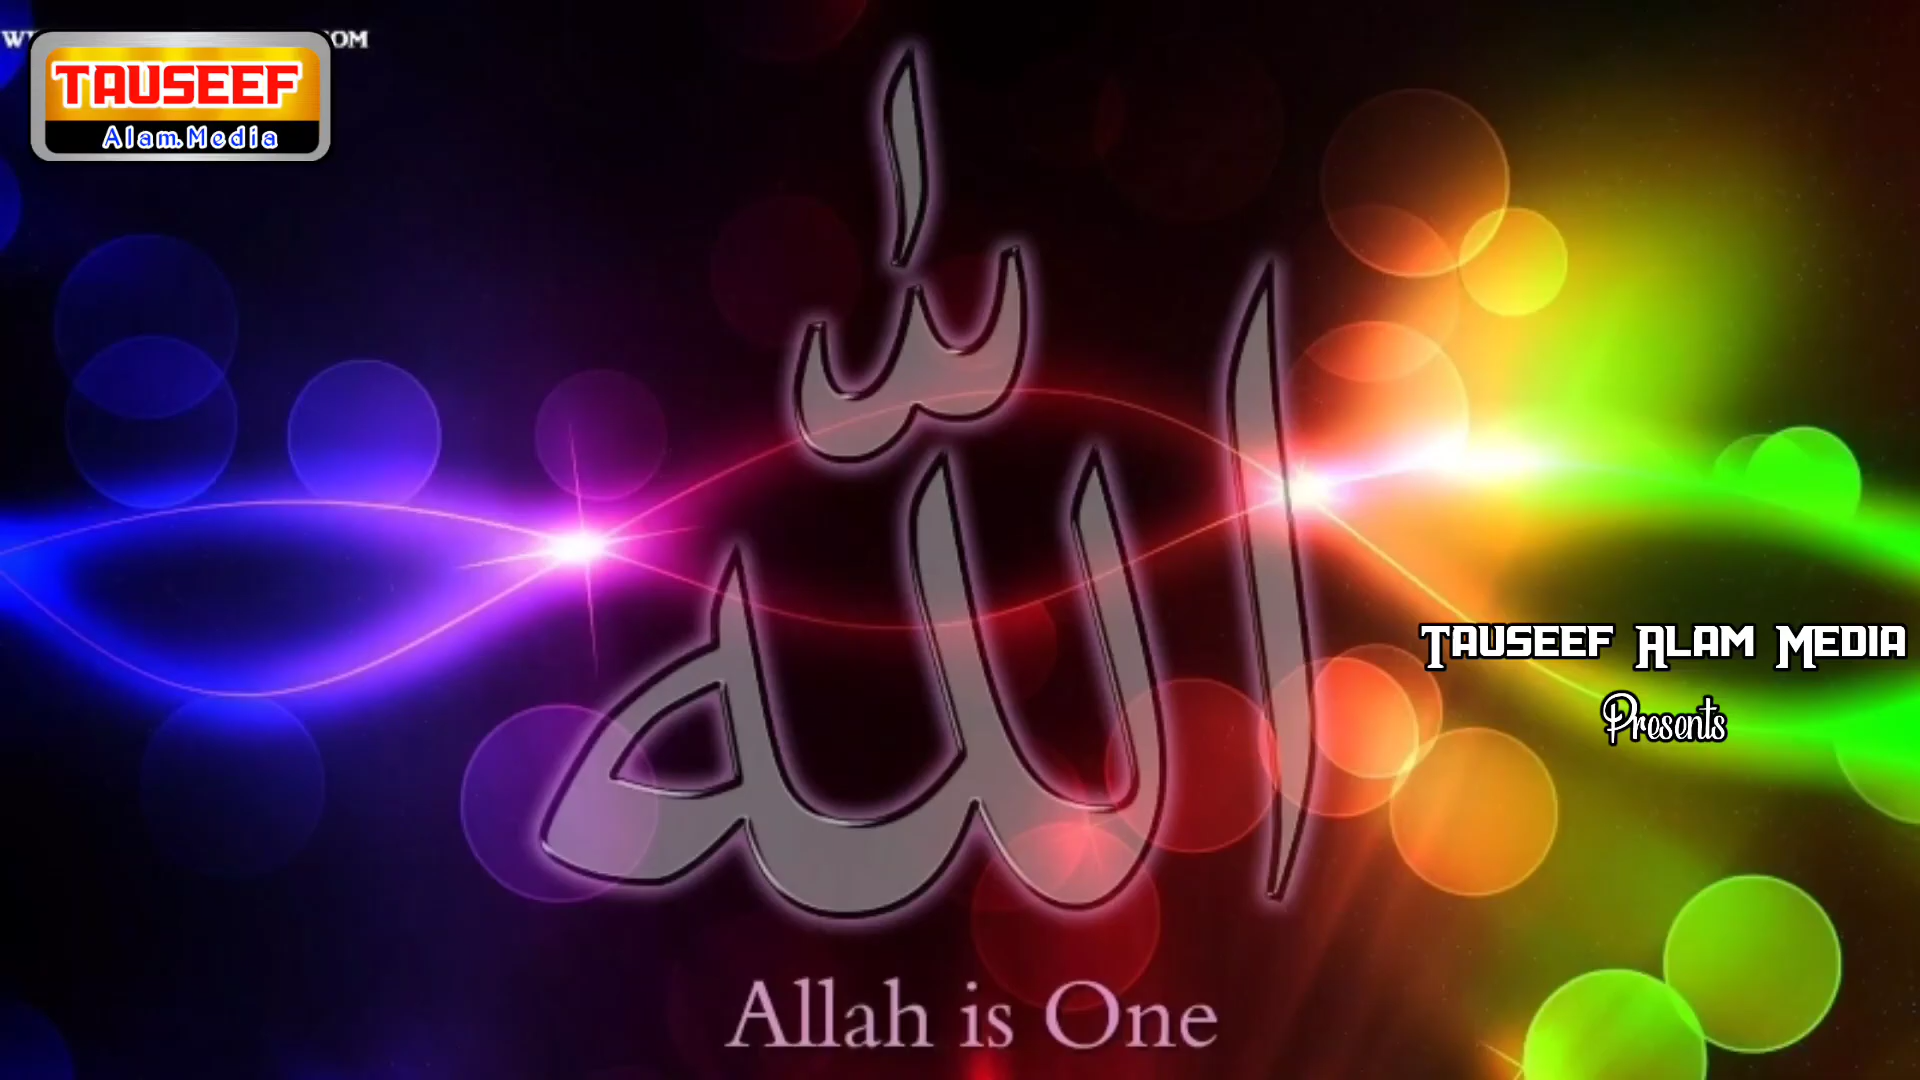 TAUSEEF
Alam.Media
الله
TAUSEEF ALAM MEDIA
Presents
Allah is One